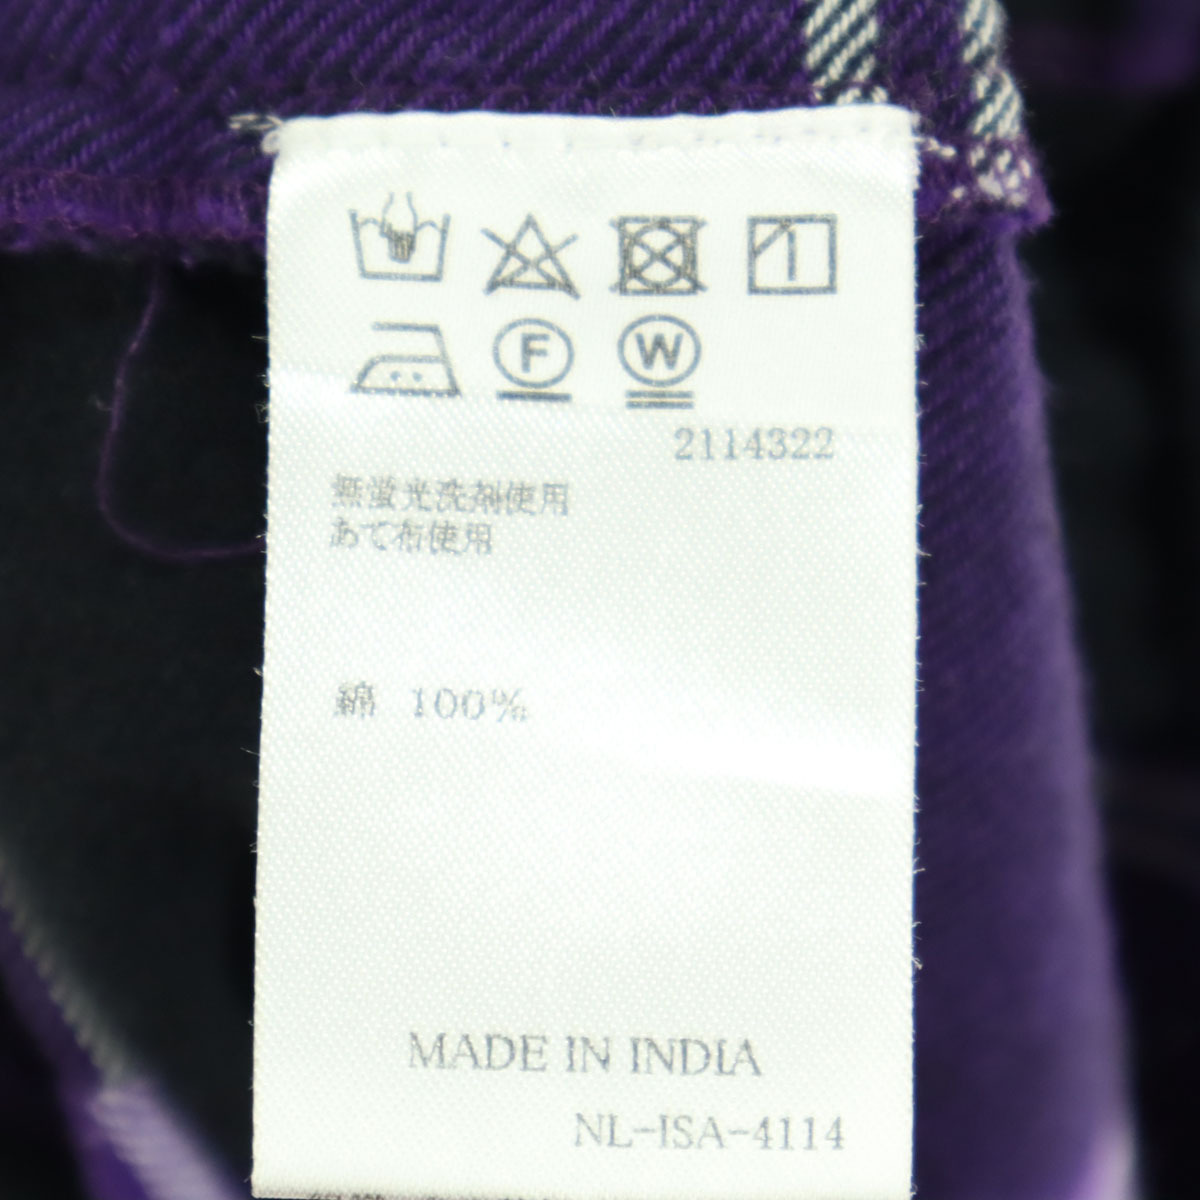 F W
2114322
無蛍光洗剤使用
あて布使用
綿 100%
MADE IN INDIA
NL-ISA-4114